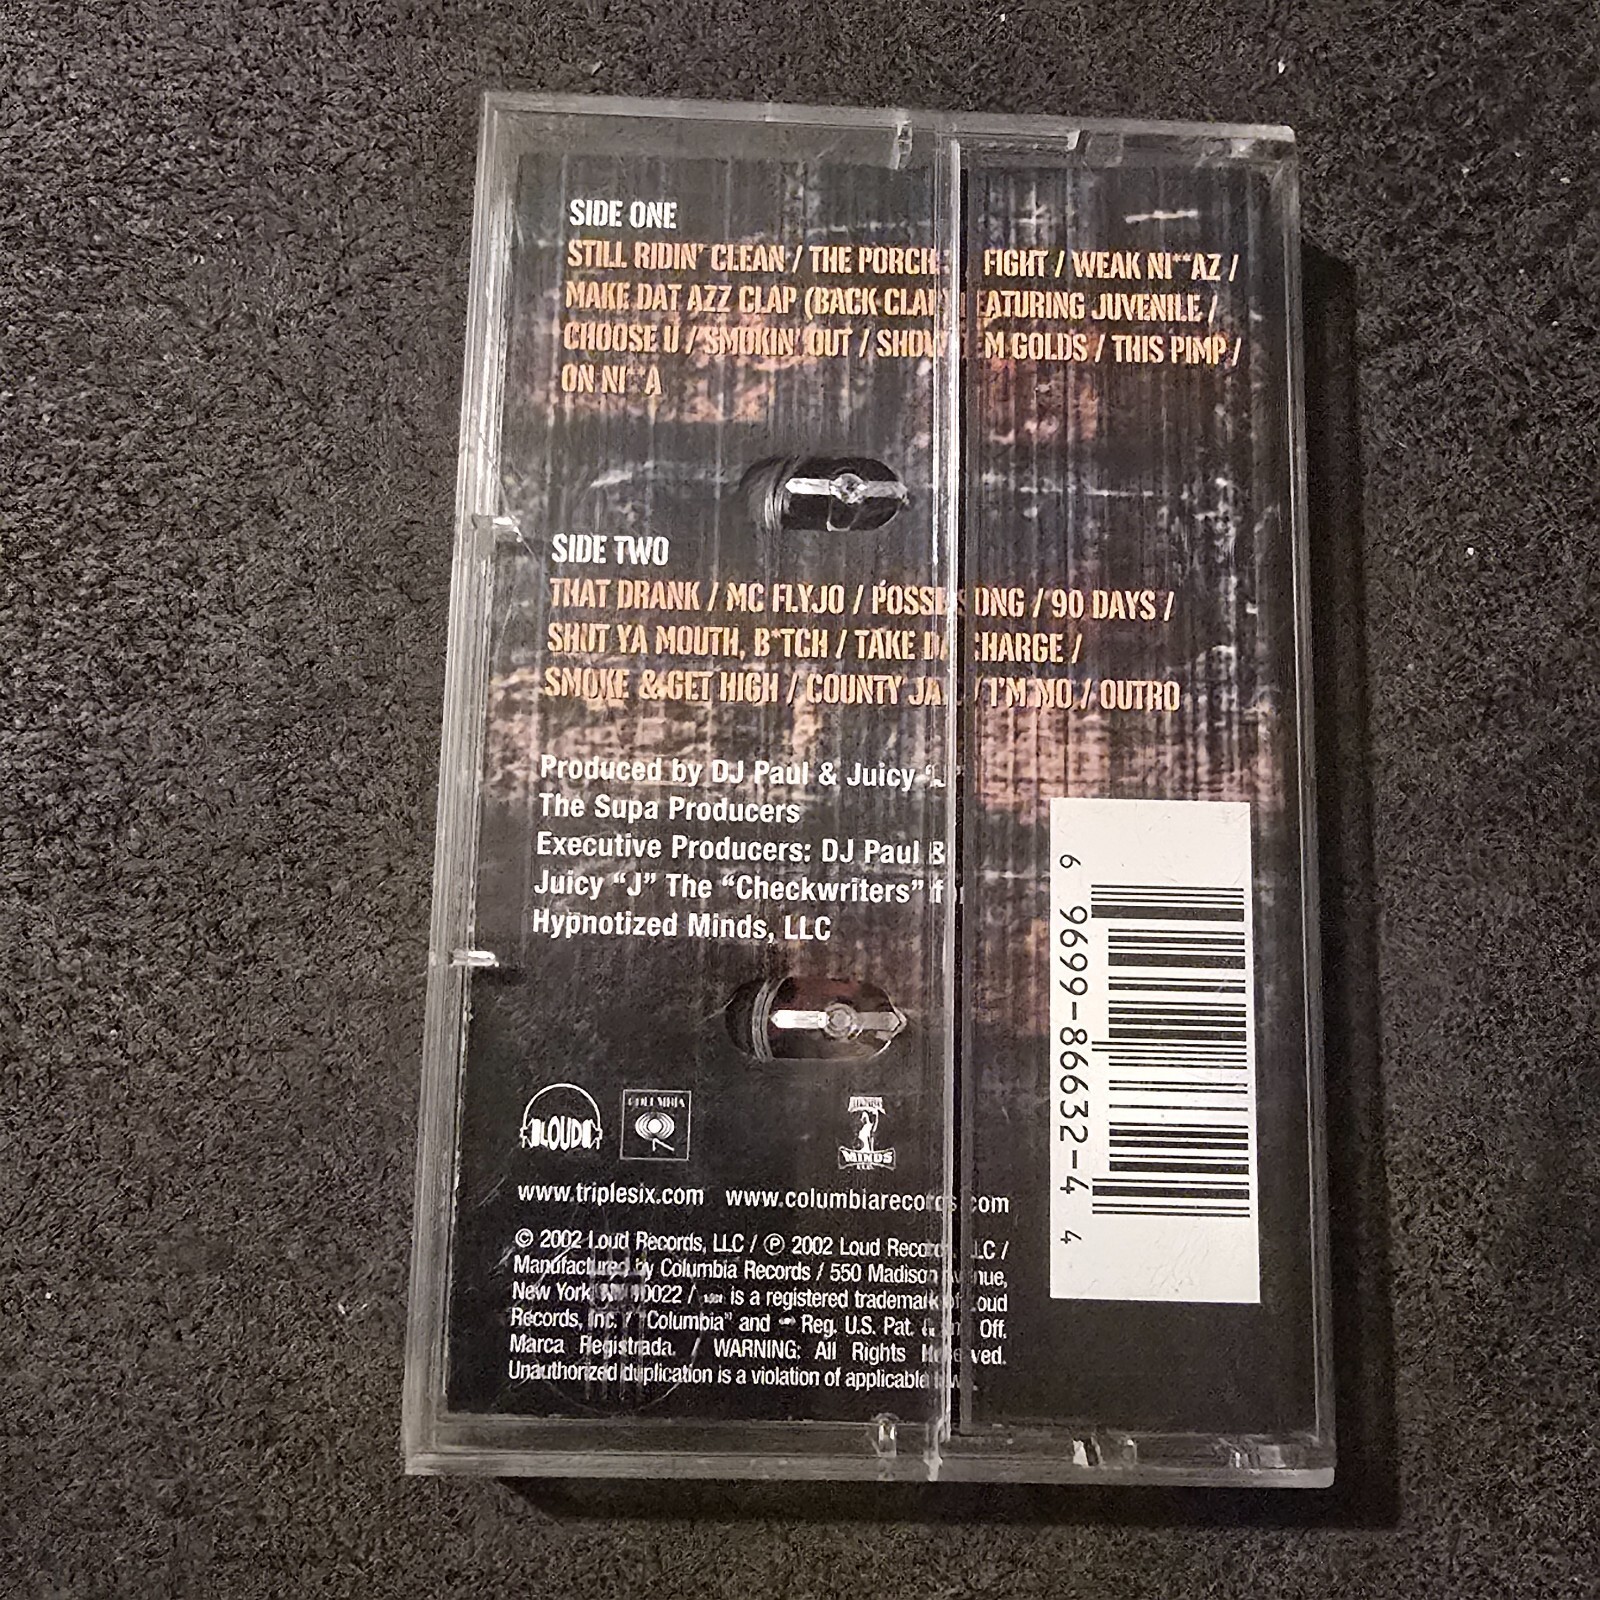 SIDE ONE
STILL RIDIN' CLEAN / THE PORCH / FIGHT / WEAK NI**AZ /
MAKE DAT AZZ CLAP (BACK CLAP) FEATURING JUVENILE /
CHOOSE U / SMOKIN' OUT / SHOW GOLDS / THIS PIMP /
ON NI**A
SIDE TWO
THAT DRANK / MC FLYJO / POSSE SONG / 90 DAYS /
SHUT YA MOUTH, B*TCH / TAKE DA CHARGE /
SMOKE & GET HIGH / COUNTY JAIL / I'M MO / OUTRO
Produced by DJ Paul & Juicy "J"
The Supa Producers
Executive Producers: DJ Paul &
Juicy "J" The "Checkwriters" for
Hypnotized Minds, LLC
LOUD
COLUMBIA
MINDS
www.triplesix.com www.columbiarecords.com
© 2002 Loud Records, LLC / ℗ 2002 Loud Records, LLC /
Manufactured by Columbia Records / 550 Madison Avenue,
New York, NY 10022 / is a registered trademark of Loud
Records, Inc. / "Columbia" and Reg. U.S. Pat. & Tm. Off.
Marca Registrada. / WARNING: All Rights Reserved.
Unauthorized duplication is a violation of applicable laws.
6 9699-86632-4 4